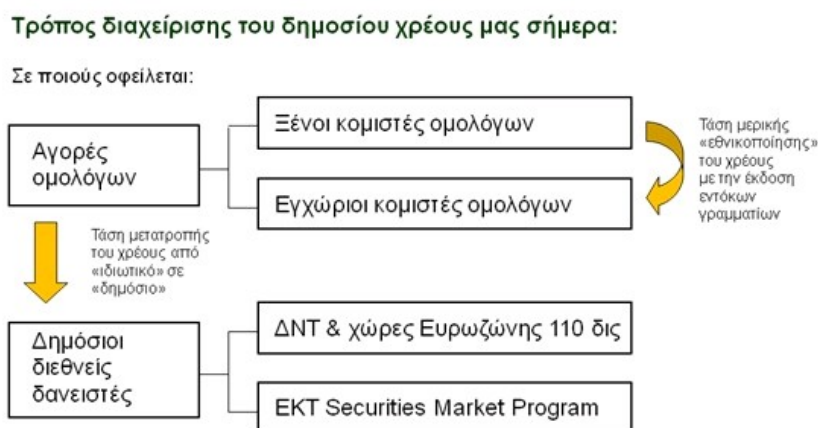 Τρόπος διαχείρισης του δημοσίου χρέους μας σήμερα:
Σε ποιούς οφείλεται:
Αγορές
ομολόγων
Ξένοι κομιστές ομολόγων
Εγχώριοι κομιστές ομολόγων
Τάση μερικής
«εθνικοποίησης»
του χρέους
με την έκδοση
εντόκων
γραμματίων
Τάση μετατροπής
του χρέους από
«ιδιωτικό» σε
«δημόσιο»
Δημόσιοι
διεθνείς
δανειστές
ΔΝΤ & χώρες Ευρωζώνης 110 δις
ΕΚΤ Securities Market Program